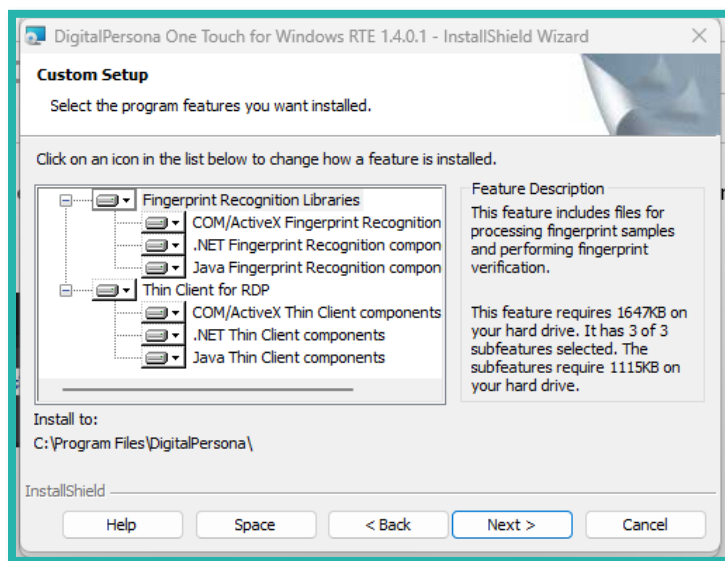 DigitalPersona One Touch for Windows RTE 1.4.0.1 - InstallShield Wizard
Custom Setup
Select the program features you want installed.
Click on an icon in the list below to change how a feature is installed.
Fingerprint Recognition Libraries
COM/ActiveX Fingerprint Recognition
.NET Fingerprint Recognition compon
Java Fingerprint Recognition compon
Thin Client for RDP
COM/ActiveX Thin Client components
.NET Thin Client components
Java Thin Client components
Feature Description
This feature includes files for
processing fingerprint samples
and performing fingerprint
verification.
This feature requires 1647KB on
your hard drive. It has 3 of 3
subfeatures selected. The
subfeatures require 1115KB on
your hard drive.
Install to:
C:\Program Files\DigitalPersona\
InstallShield
Help Space < Back Next > Cancel